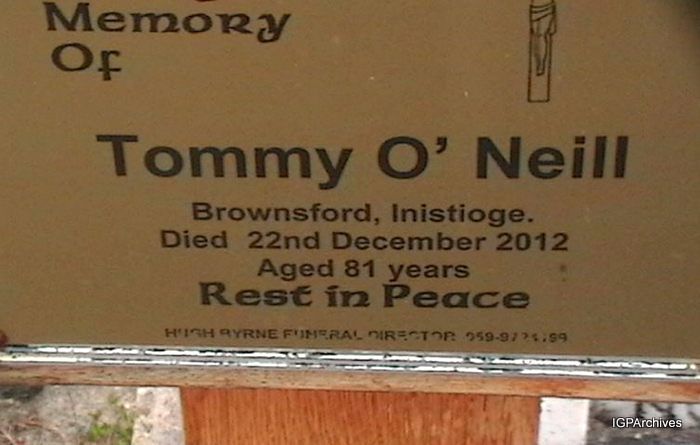 Memory
Of
Tommy O' Neill
Brownsford, Inistioge.
Died 22nd December 2012
Aged 81 years
Rest in Peace
HUGH BYRNE FUNERAL DIRECTOR
IGPArchives